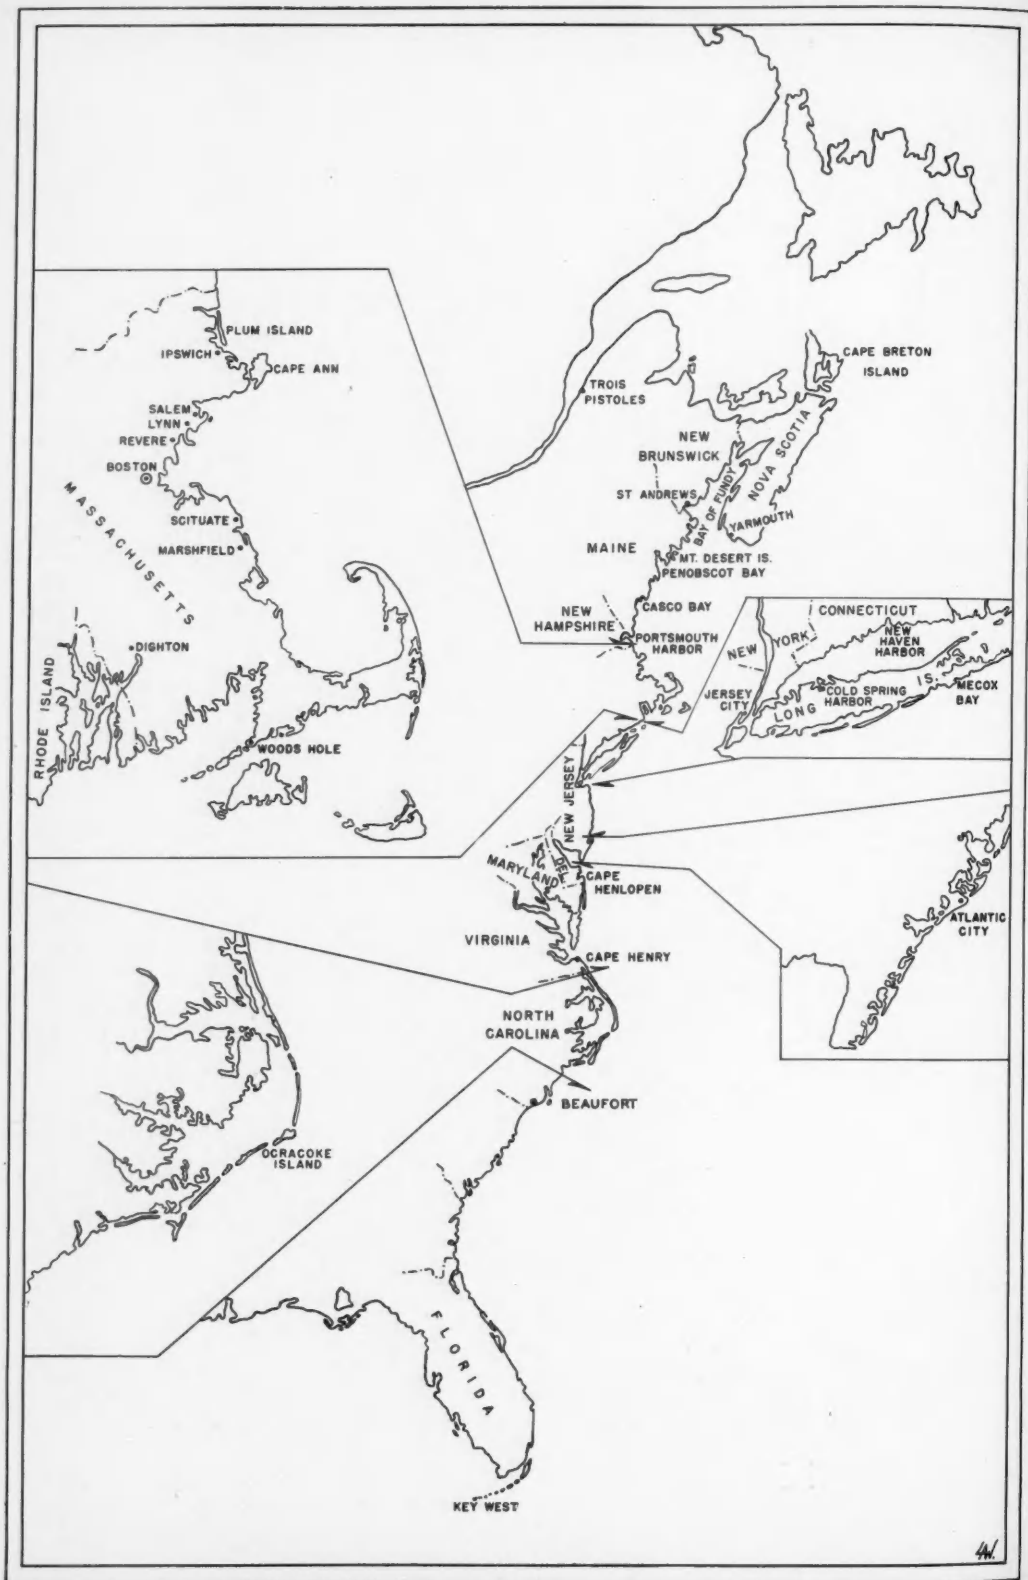 PLUM ISLAND
IPSWICH
CAPE ANN
SALEM
LYNN
REVERE
BOSTON
MASSACHUSETTS
SCITUATE
MARSHFIELD
DIGHTON
RHODE ISLAND
WOODS HOLE
CAPE BRETON
ISLAND
TROIS
PISTOLES
NEW
BRUNSWICK
NOVA SCOTIA
ST ANDREWS
BAY OF FUNDY
YARMOUTH
MAINE
MT. DESERT IS.
PENOBSCOT BAY
CASCO BAY
NEW
HAMPSHIRE
PORTSMOUTH
HARBOR
CONNECTICUT
NEW YORK
NEW
HAVEN
HARBOR
JERSEY
CITY
LONG IS.
COLD SPRING
HARBOR
MECOX
BAY
NEW JERSEY
MARYLAND
DEL.
CAPE
HENLOPEN
VIRGINIA
CAPE HENRY
ATLANTIC
CITY
NORTH
CAROLINA
BEAUFORT
OCRACOKE
ISLAND
FLORIDA
KEY WEST